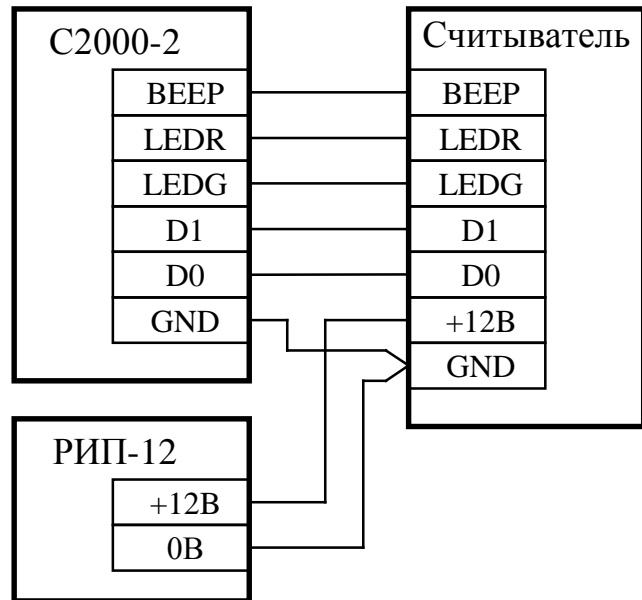 С2000-2
BEEP
LEDR
LEDG
D1
D0
GND
Считыватель
BEEP
LEDR
LEDG
D1
D0
+12В
GND
РИП-12
+12В
0В